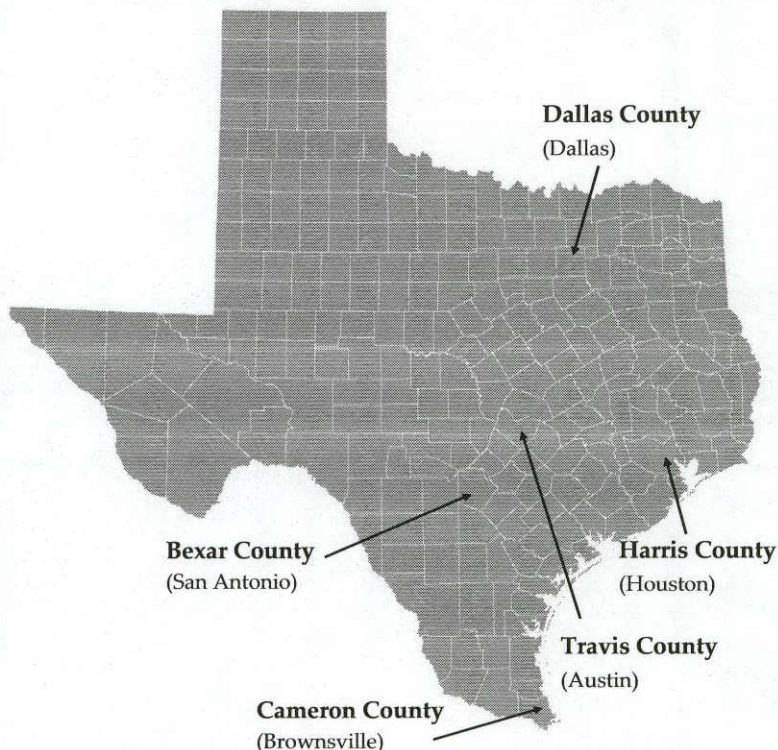 Dallas County
(Dallas)
Bexar County
(San Antonio)
Harris County
(Houston)
Travis County
(Austin)
Cameron County
(Brownsville)